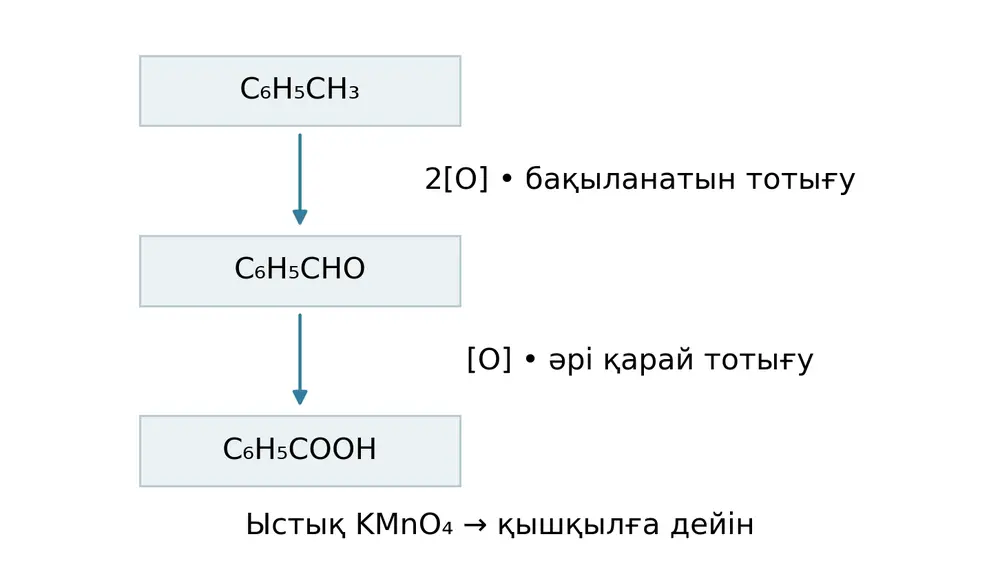 C₆H₅CH₃
2[O] • бақыланатын тотығу
C₆H₅CHO
[O] • әрі қарай тотығу
C₆H₅COOH
Ыстық KMnO₄ → қышқылға дейін